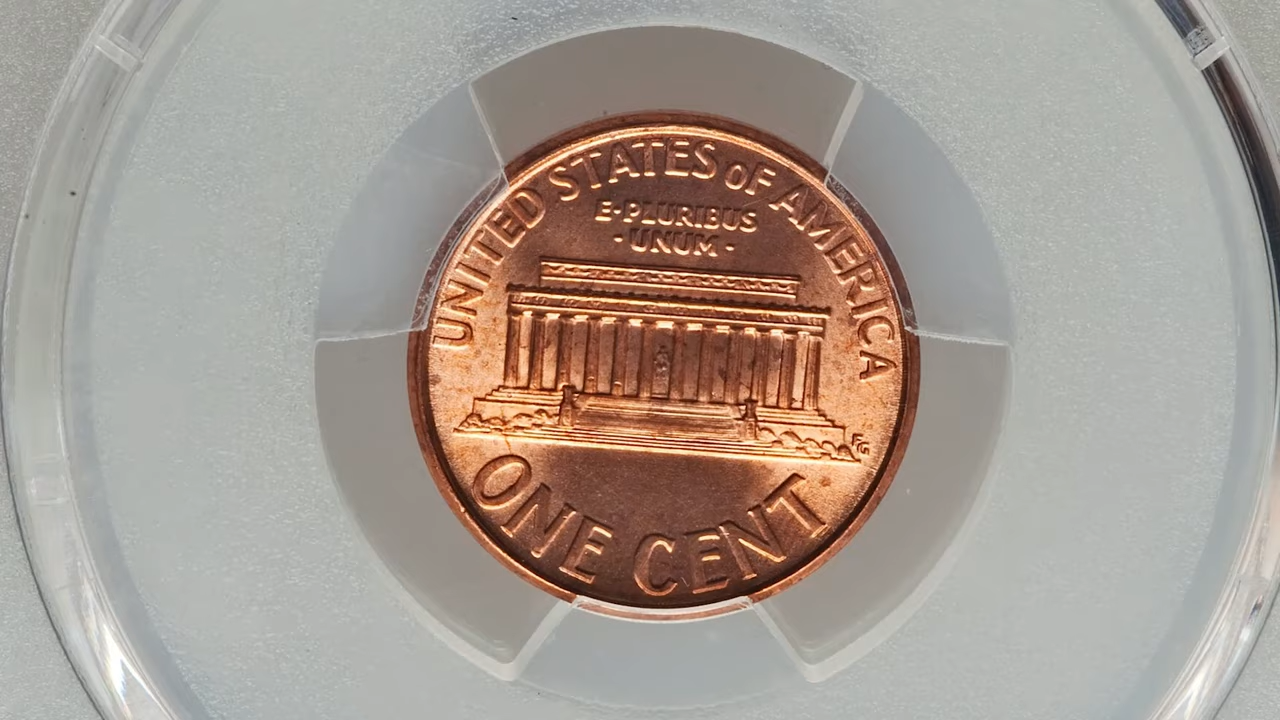 UNITED STATES oF AMERICA
E·PLURIBUS
·UNUM·
FG
ONE CENT